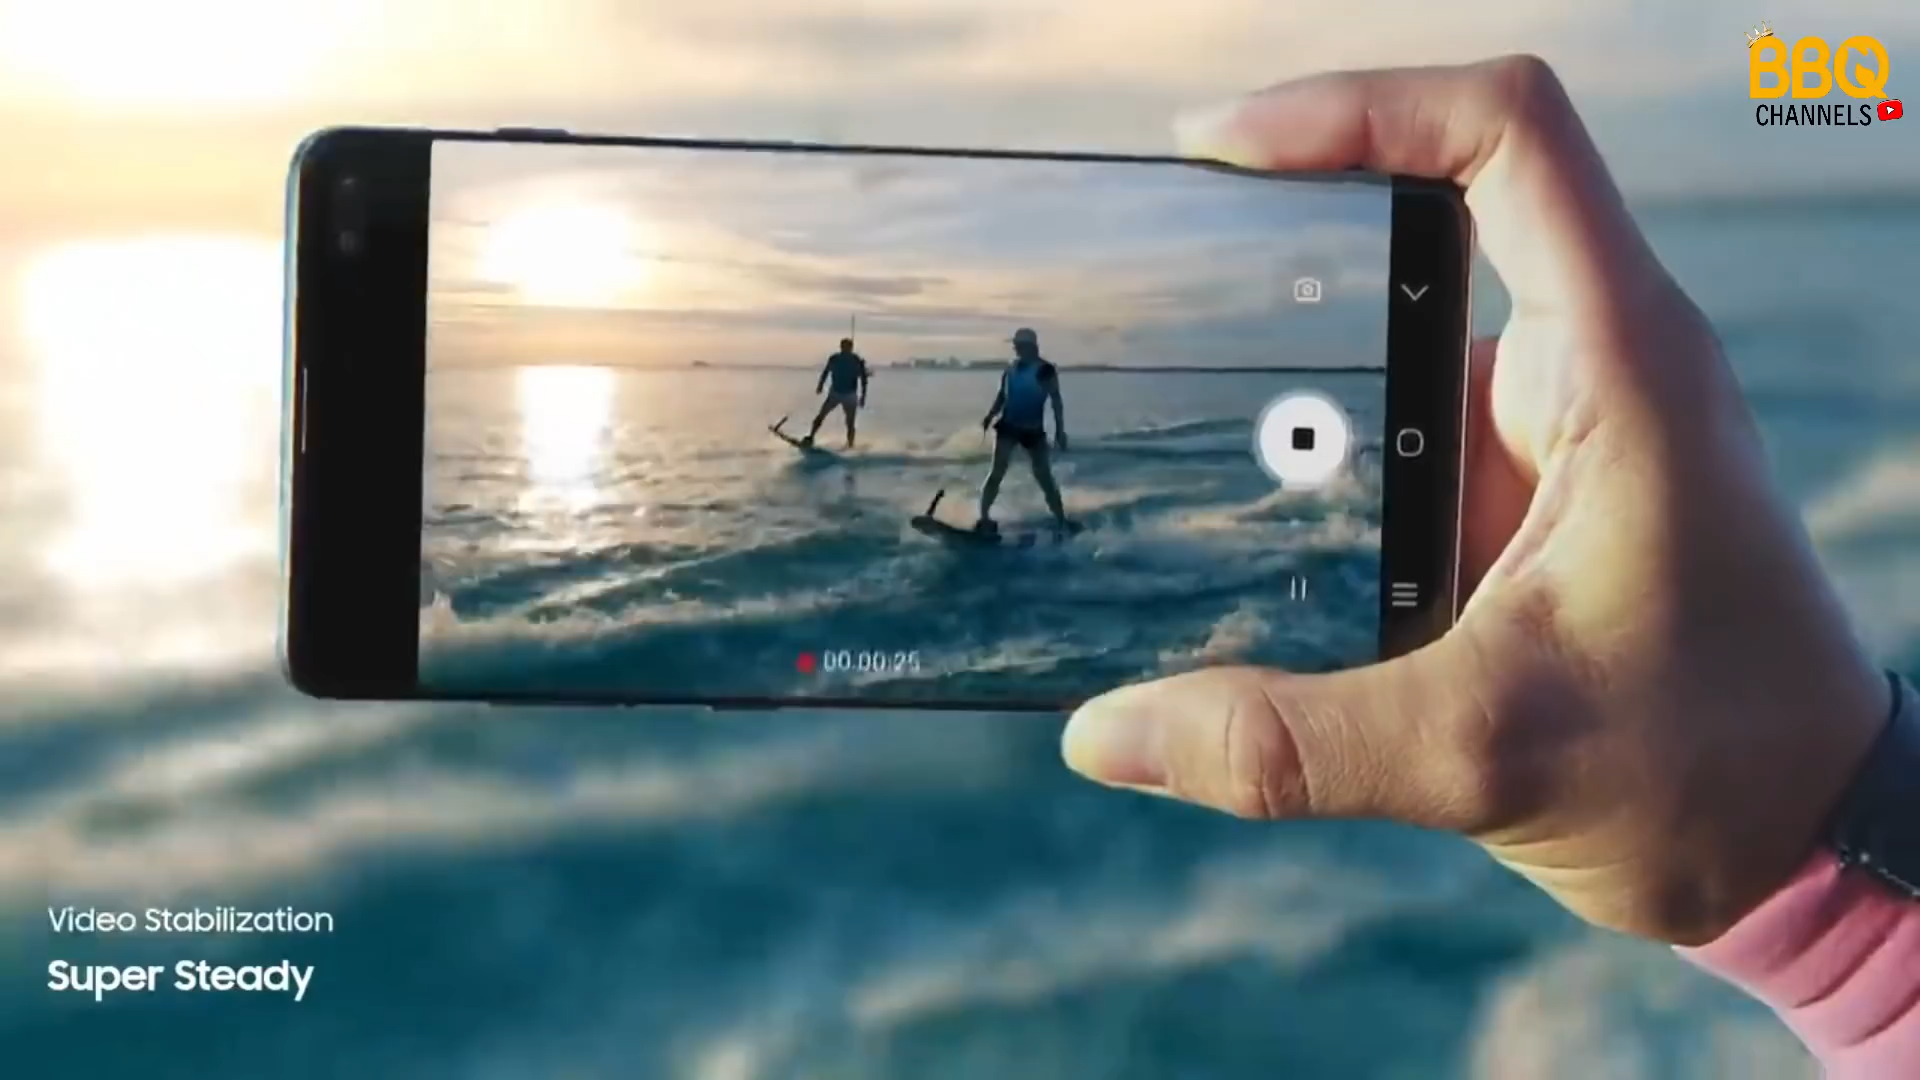 BBQ
CHANNELS
00:00:25
Video Stabilization
Super Steady